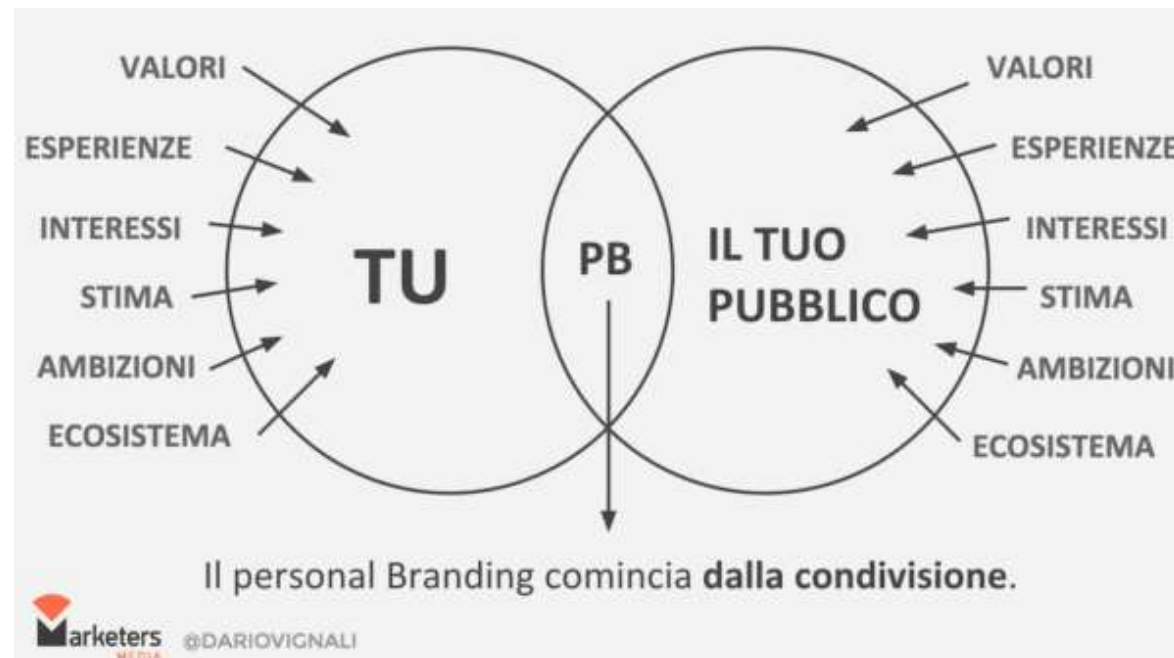 VALORI
ESPERIENZE
INTERESSI
STIMA
AMBIZIONI
ECOSISTEMA
TU
PB
IL TUO
PUBBLICO
VALORI
ESPERIENZE
INTERESSI
STIMA
AMBIZIONI
ECOSISTEMA
Il personal Branding comincia dalla condivisione.
Marketers
MEDIA
@DARIOVIGNALI